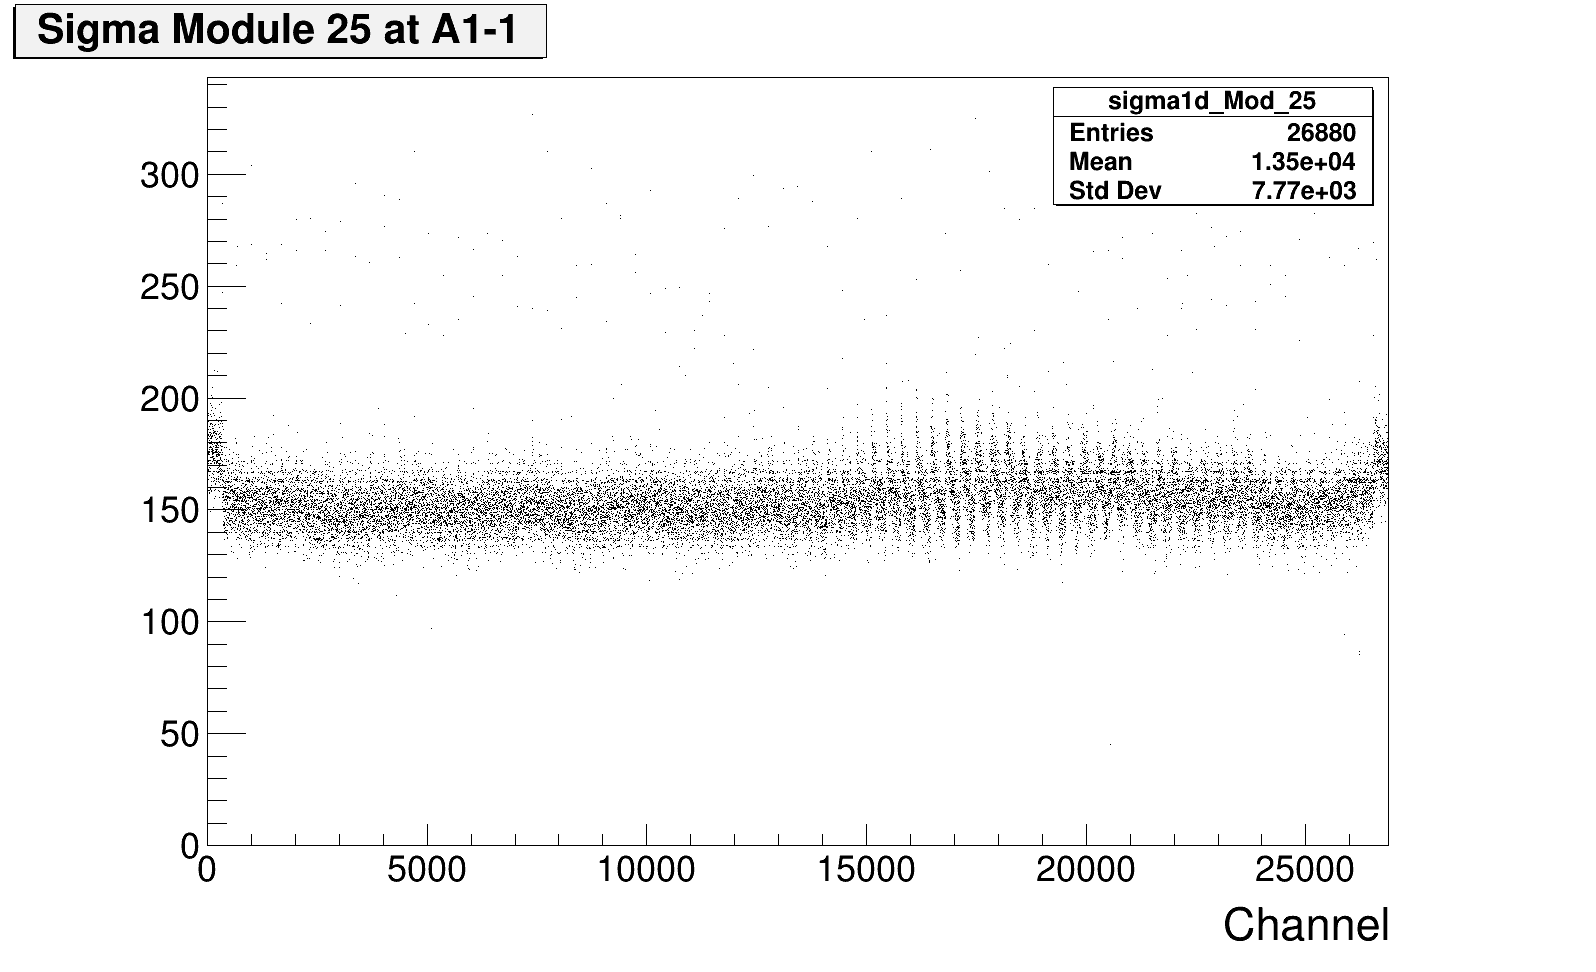 Sigma Module 25 at A1-1
sigma1d_Mod_25
Entries 26880
Mean 1.35e+04
Std Dev 7.77e+03
300
250
200
150
100
50
0
0 5000 10000 15000 20000 25000
Channel